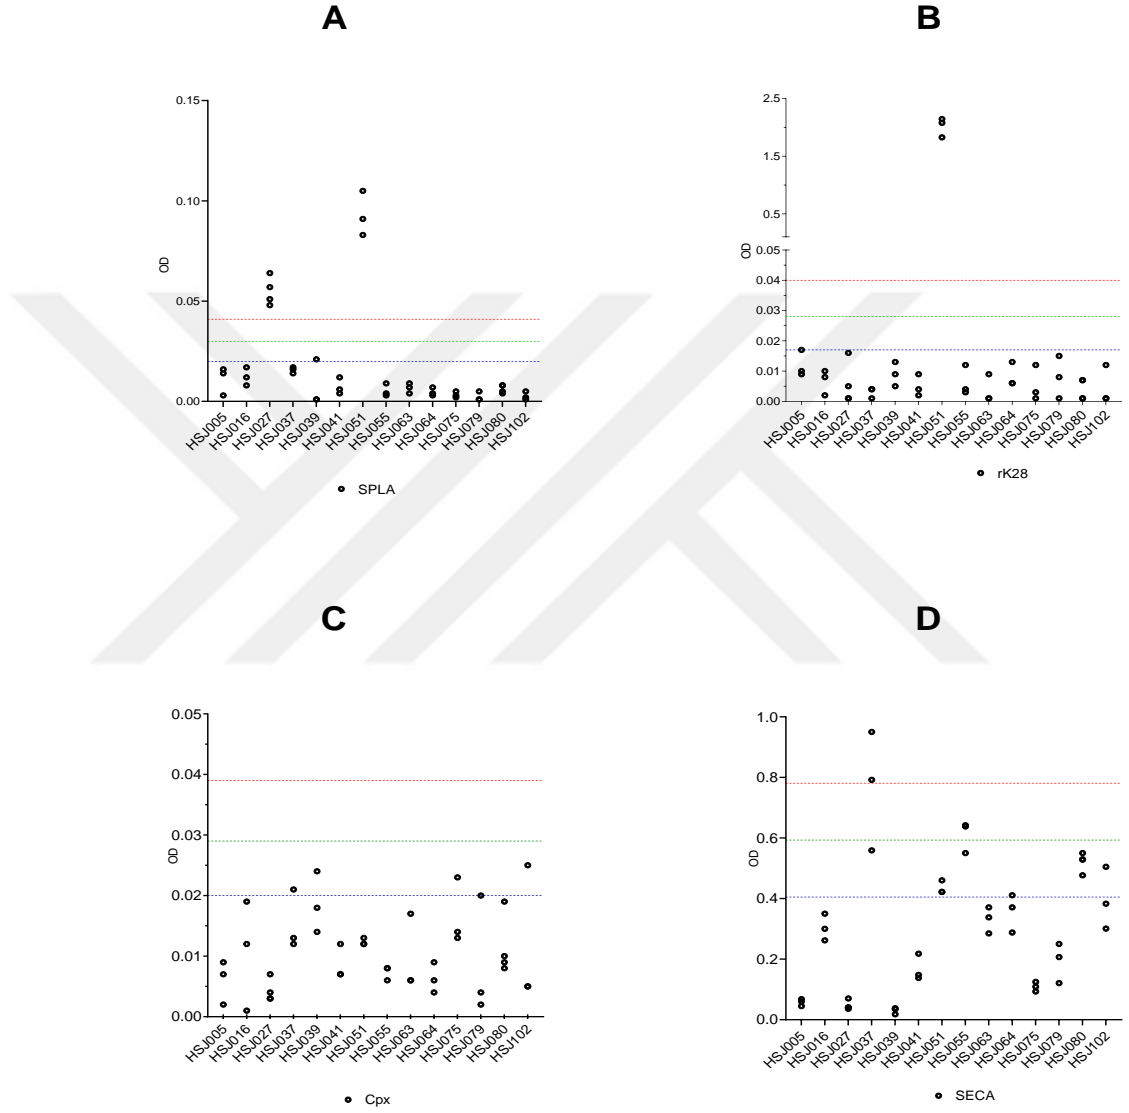 A
0.15
0.10
0.05
0.00
OD
HSJ005
HSJ016
HSJ027
HSJ037
HSJ039
HSJ041
HSJ051
HSJ055
HSJ063
HSJ064
HSJ075
HSJ079
HSJ080
HSJ102
SPLA
B
2.5
1.5
0.5
0.05
0.04
0.03
0.02
0.01
0.00
OD
HSJ005
HSJ016
HSJ027
HSJ037
HSJ039
HSJ041
HSJ051
HSJ055
HSJ063
HSJ064
HSJ075
HSJ079
HSJ080
HSJ102
rK28
C
0.05
0.04
0.03
0.02
0.01
0.00
OD
HSJ005
HSJ016
HSJ027
HSJ037
HSJ039
HSJ041
HSJ051
HSJ055
HSJ063
HSJ064
HSJ075
HSJ079
HSJ080
HSJ102
Cpx
D
1.0
0.8
0.6
0.4
0.2
0.0
OD
HSJ005
HSJ016
HSJ027
HSJ037
HSJ039
HSJ041
HSJ051
HSJ055
HSJ063
HSJ064
HSJ075
HSJ079
HSJ080
HSJ102
SECA